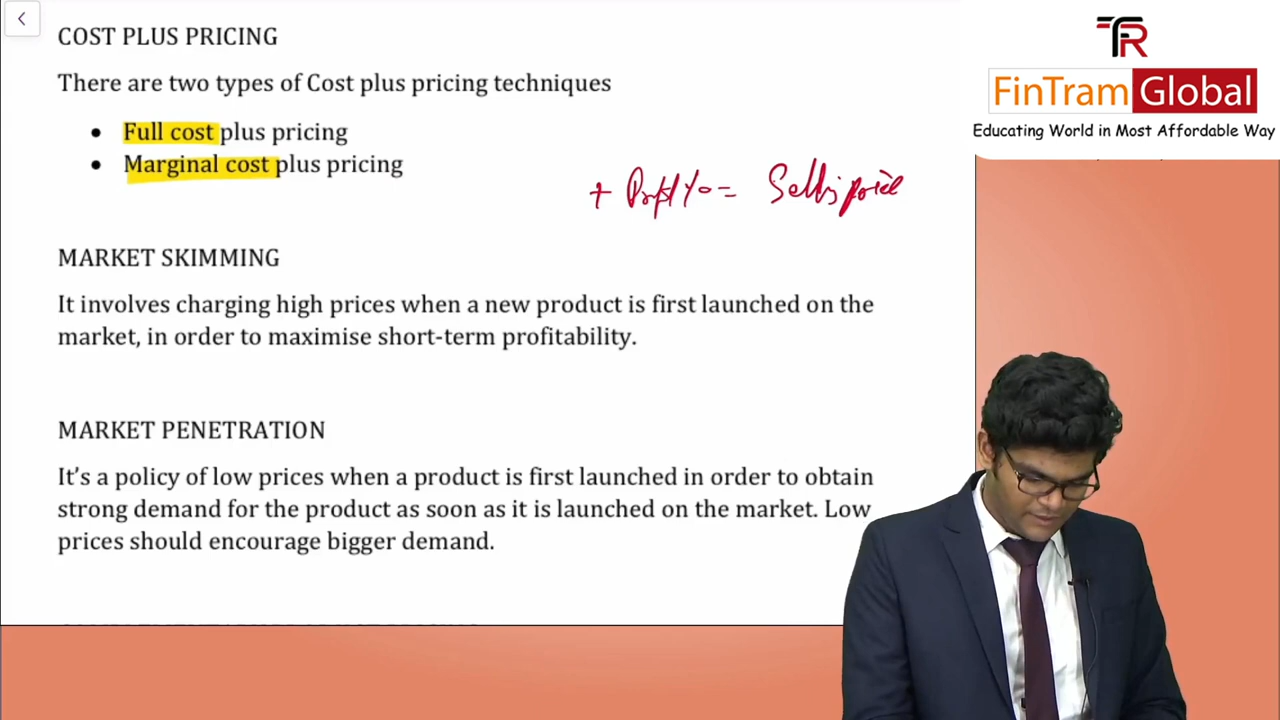 COST PLUS PRICING
There are two types of Cost plus pricing techniques
• Full cost plus pricing
• Marginal cost plus pricing
+ Profit % = Selling price
MARKET SKIMMING
It involves charging high prices when a new product is first launched on the
market, in order to maximise short-term profitability.
MARKET PENETRATION
It's a policy of low prices when a product is first launched in order to obtain
strong demand for the product as soon as it is launched on the market. Low
prices should encourage bigger demand.
TR
FinTram Global
Educating World in Most Affordable Way